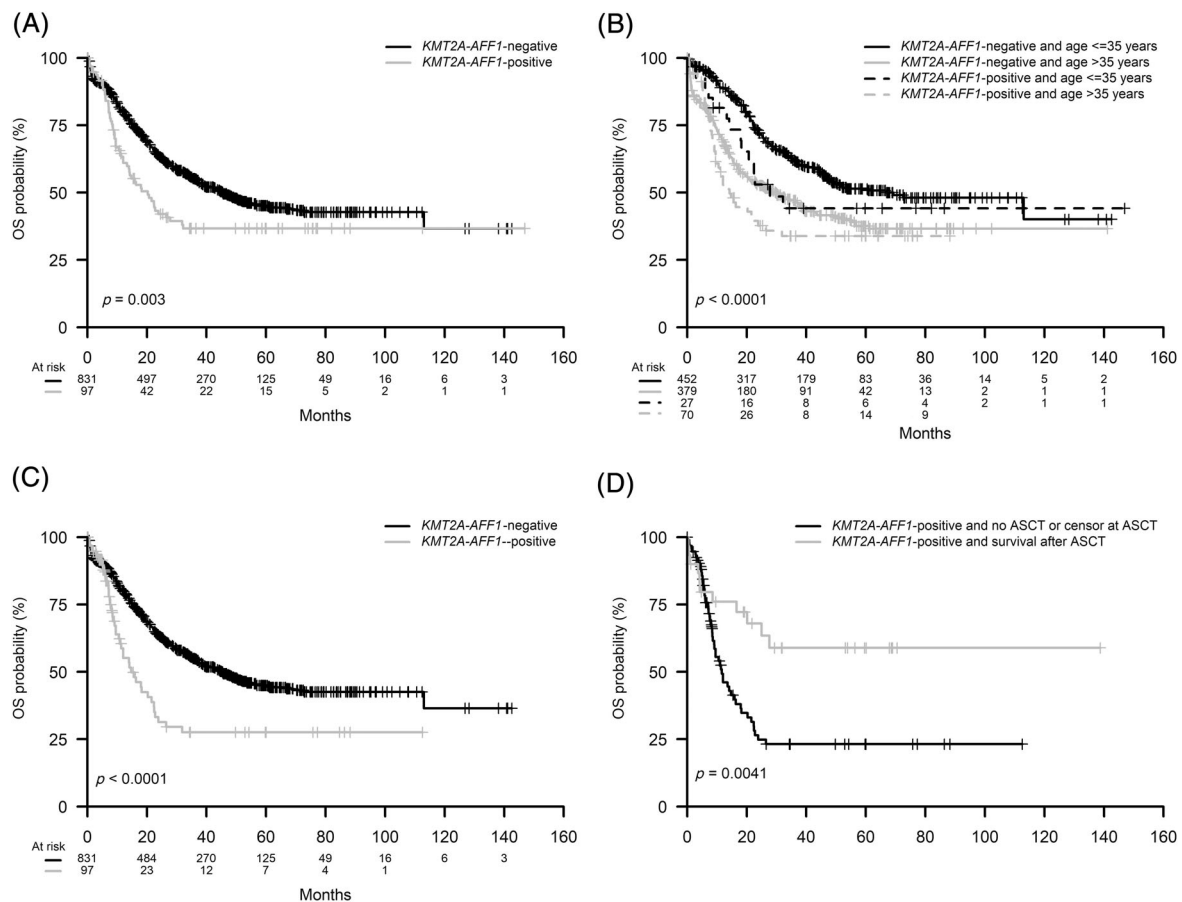 (A)
KMT2A-AFF1-negative
KMT2A-AFF1-positive
OS probability (%)
100
75
50
25
0
p = 0.003
0 20 40 60 80 100 120 140 160
At risk
831 497 270 125 49 16 6 3
97 42 22 15 5 2 1 1
Months
(B)
KMT2A-AFF1-negative and age <=35 years
KMT2A-AFF1-negative and age >35 years
KMT2A-AFF1-positive and age <=35 years
KMT2A-AFF1-positive and age >35 years
OS probability (%)
100
75
50
25
0
p < 0.0001
0 20 40 60 80 100 120 140 160
At risk
452 317 179 83 36 14 5 2
379 180 91 42 13 2 1 1
27 16 8 6 4 2 1 1
70 26 8 14 9
Months
(C)
KMT2A-AFF1-negative
KMT2A-AFF1--positive
OS probability (%)
100
75
50
25
0
p < 0.0001
0 20 40 60 80 100 120 140 160
At risk
831 484 270 125 49 16 6 3
97 23 12 7 4 1
Months
(D)
KMT2A-AFF1-positive and no ASCT or censor at ASCT
KMT2A-AFF1-positive and survival after ASCT
OS probability (%)
100
75
50
25
0
p = 0.0041
0 20 40 60 80 100 120 140 160